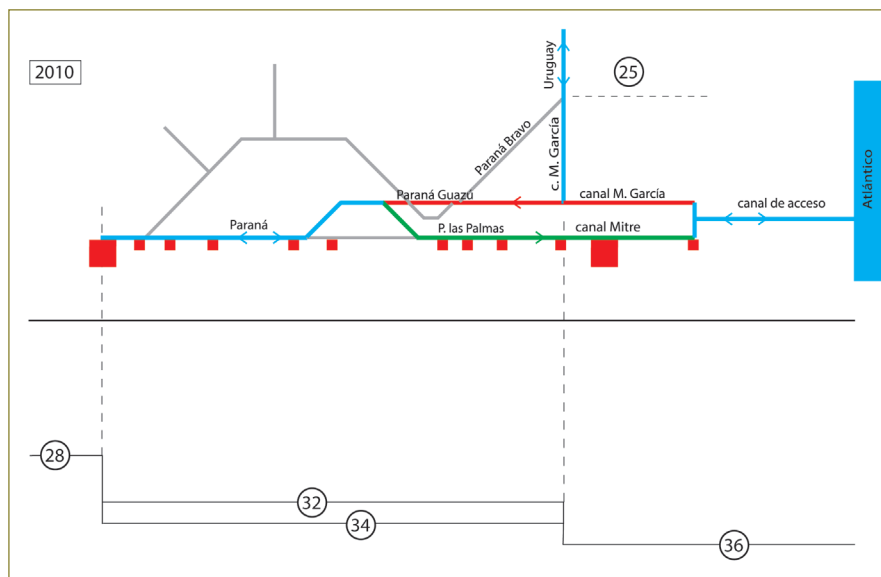 2010
Uruguay
25
Paraná Bravo
c. M. García
Atlántico
Paraná Guazú
canal M. García
canal de acceso
Paraná
P. las Palmas
canal Mitre
28
32
34
36